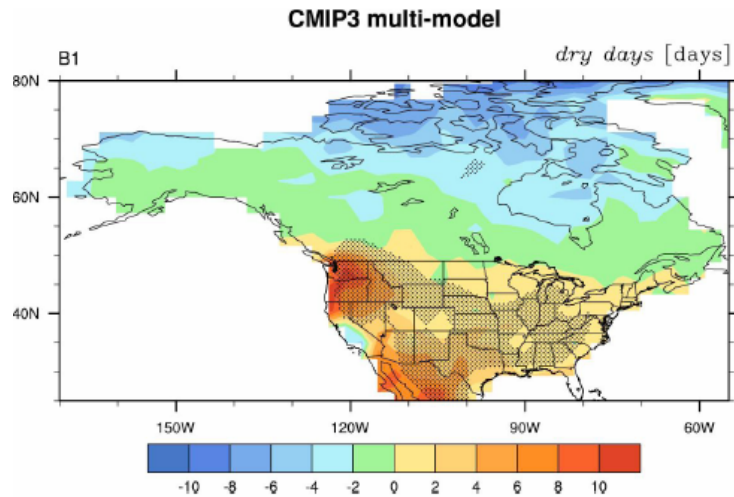 CMIP3 multi-model
B1 dry days [days]
80N
60N
40N
150W 120W 90W 60W
-10 -8 -6 -4 -2 0 2 4 6 8 10